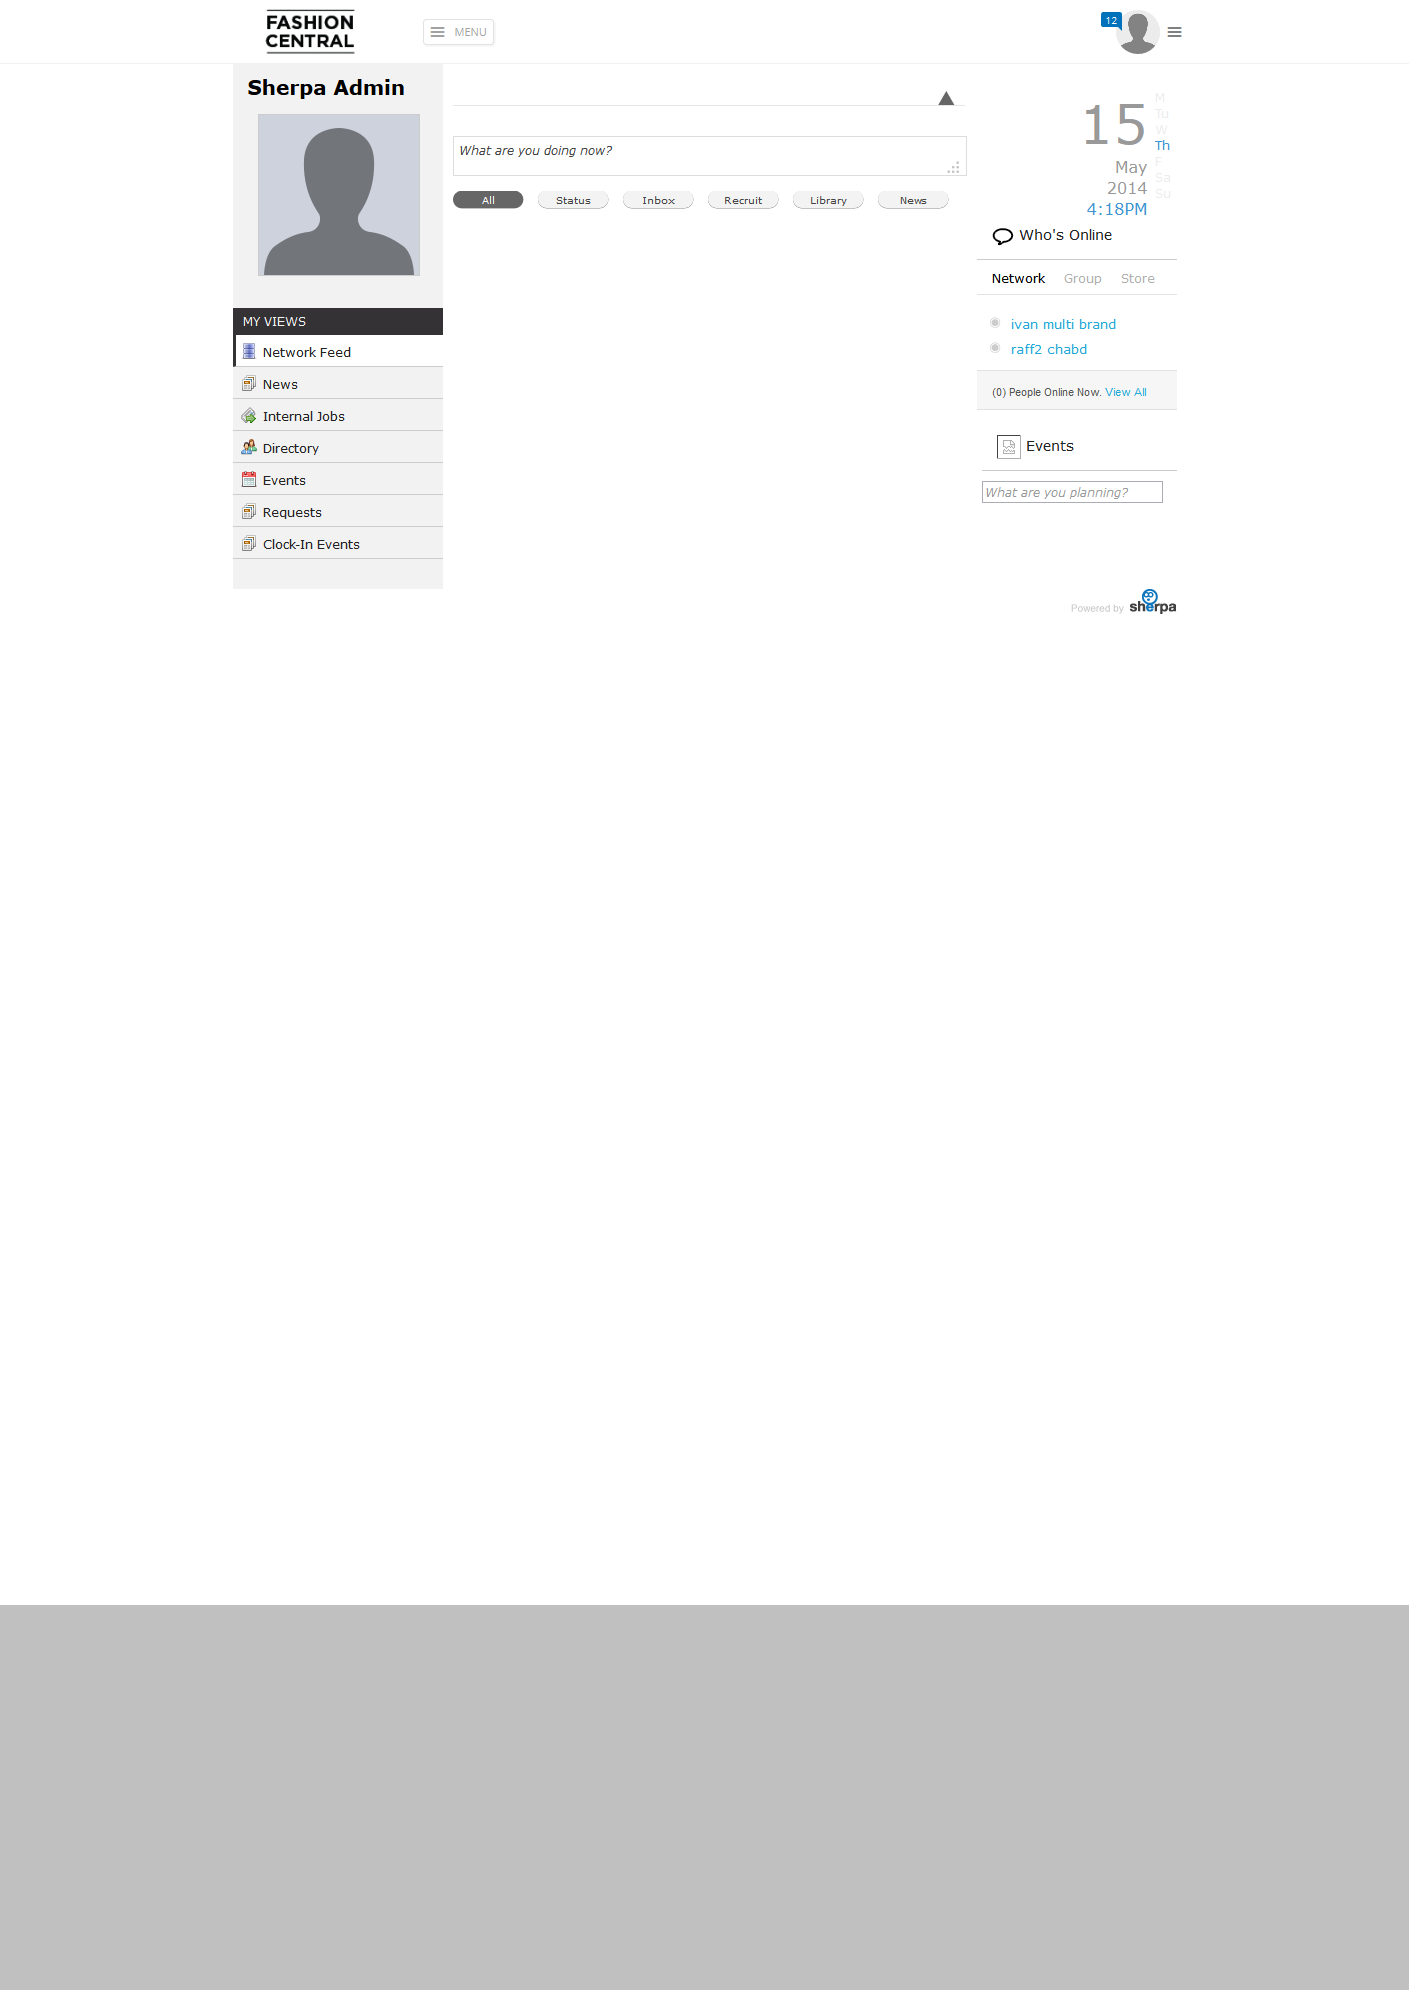 FASHION
CENTRAL
MENU
12
Sherpa Admin
MY VIEWS
Network Feed
News
Internal Jobs
Directory
Events
Requests
Clock-In Events
What are you doing now?
All Status Inbox Recruit Library News
15
May
2014
4:18PM
M
Tu
W
Th
F
Sa
Su
Who's Online
Network Group Store
ivan multi brand
raff2 chabd
(0) People Online Now. View All
Events
What are you planning?
Powered by sherpa